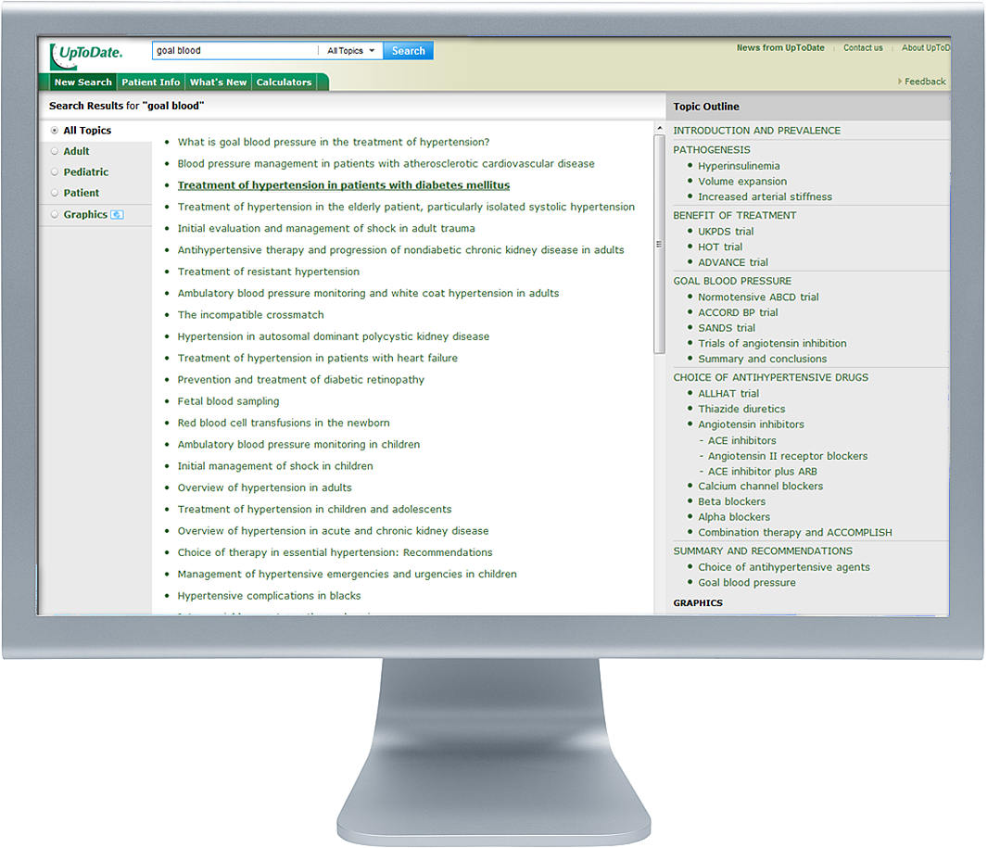 UpToDate.
goal blood
All Topics
Search
News from UpToDate
Contact us
About UpToD
New Search
Patient Info
What's New
Calculators
Feedback
Search Results for "goal blood"
All Topics
Adult
Pediatric
Patient
Graphics
What is goal blood pressure in the treatment of hypertension?
Blood pressure management in patients with atherosclerotic cardiovascular disease
Treatment of hypertension in patients with diabetes mellitus
Treatment of hypertension in the elderly patient, particularly isolated systolic hypertension
Initial evaluation and management of shock in adult trauma
Antihypertensive therapy and progression of nondiabetic chronic kidney disease in adults
Treatment of resistant hypertension
Ambulatory blood pressure monitoring and white coat hypertension in adults
The incompatible crossmatch
Hypertension in autosomal dominant polycystic kidney disease
Treatment of hypertension in patients with heart failure
Prevention and treatment of diabetic retinopathy
Fetal blood sampling
Red blood cell transfusions in the newborn
Ambulatory blood pressure monitoring in children
Initial management of shock in children
Overview of hypertension in adults
Treatment of hypertension in children and adolescents
Overview of hypertension in acute and chronic kidney disease
Choice of therapy in essential hypertension: Recommendations
Management of hypertensive emergencies and urgencies in children
Hypertensive complications in blacks
Topic Outline
INTRODUCTION AND PREVALENCE
PATHOGENESIS
Hyperinsulinemia
Volume expansion
Increased arterial stiffness
BENEFIT OF TREATMENT
UKPDS trial
HOT trial
ADVANCE trial
GOAL BLOOD PRESSURE
Normotensive ABCD trial
ACCORD BP trial
SANDS trial
Trials of angiotensin inhibition
Summary and conclusions
CHOICE OF ANTIHYPERTENSIVE DRUGS
ALLHAT trial
Thiazide diuretics
Angiotensin inhibitors
- ACE inhibitors
- Angiotensin II receptor blockers
- ACE inhibitor plus ARB
Calcium channel blockers
Beta blockers
Alpha blockers
Combination therapy and ACCOMPLISH
SUMMARY AND RECOMMENDATIONS
Choice of antihypertensive agents
Goal blood pressure
GRAPHICS